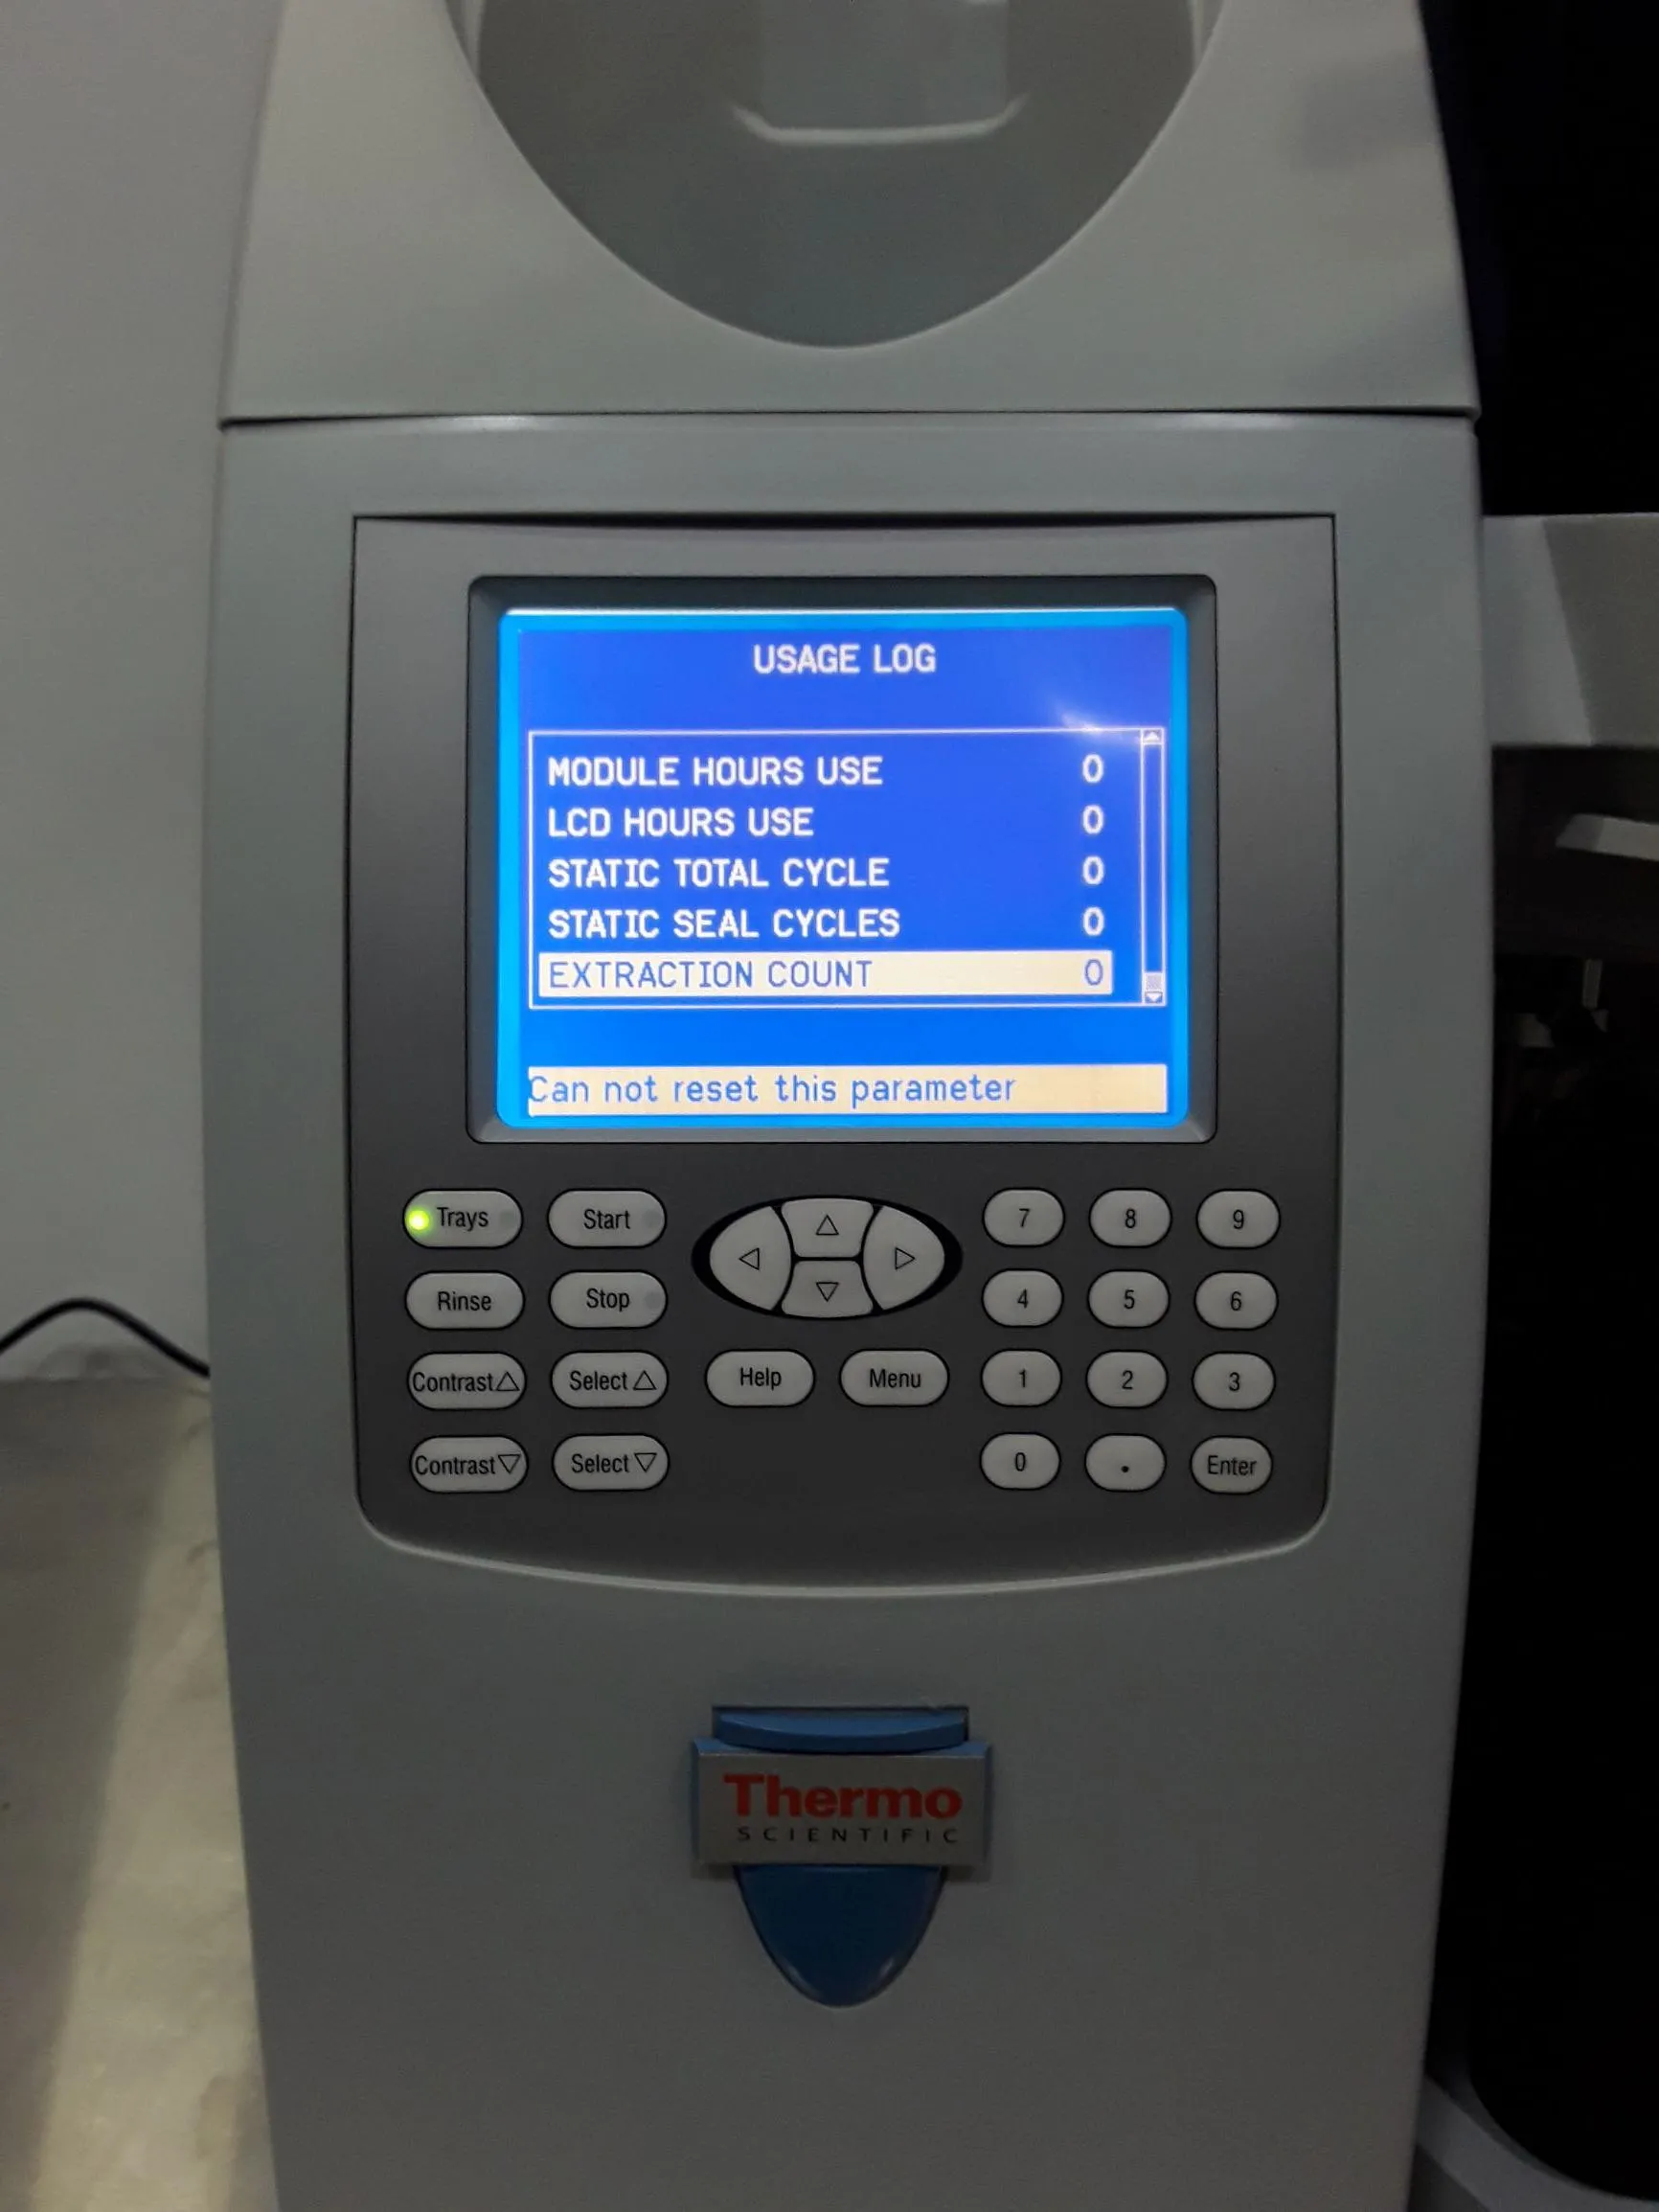 USAGE LOG
MODULE HOURS USE 0
LCD HOURS USE 0
STATIC TOTAL CYCLE 0
STATIC SEAL CYCLES 0
EXTRACTION COUNT 0
Can not reset this parameter
Trays Start 7 8 9
Rinse Stop 4 5 6
Contrast△ Select△ Help Menu 1 2 3
Contrast▽ Select▽ 0 . Enter
Thermo
SCIENTIFIC